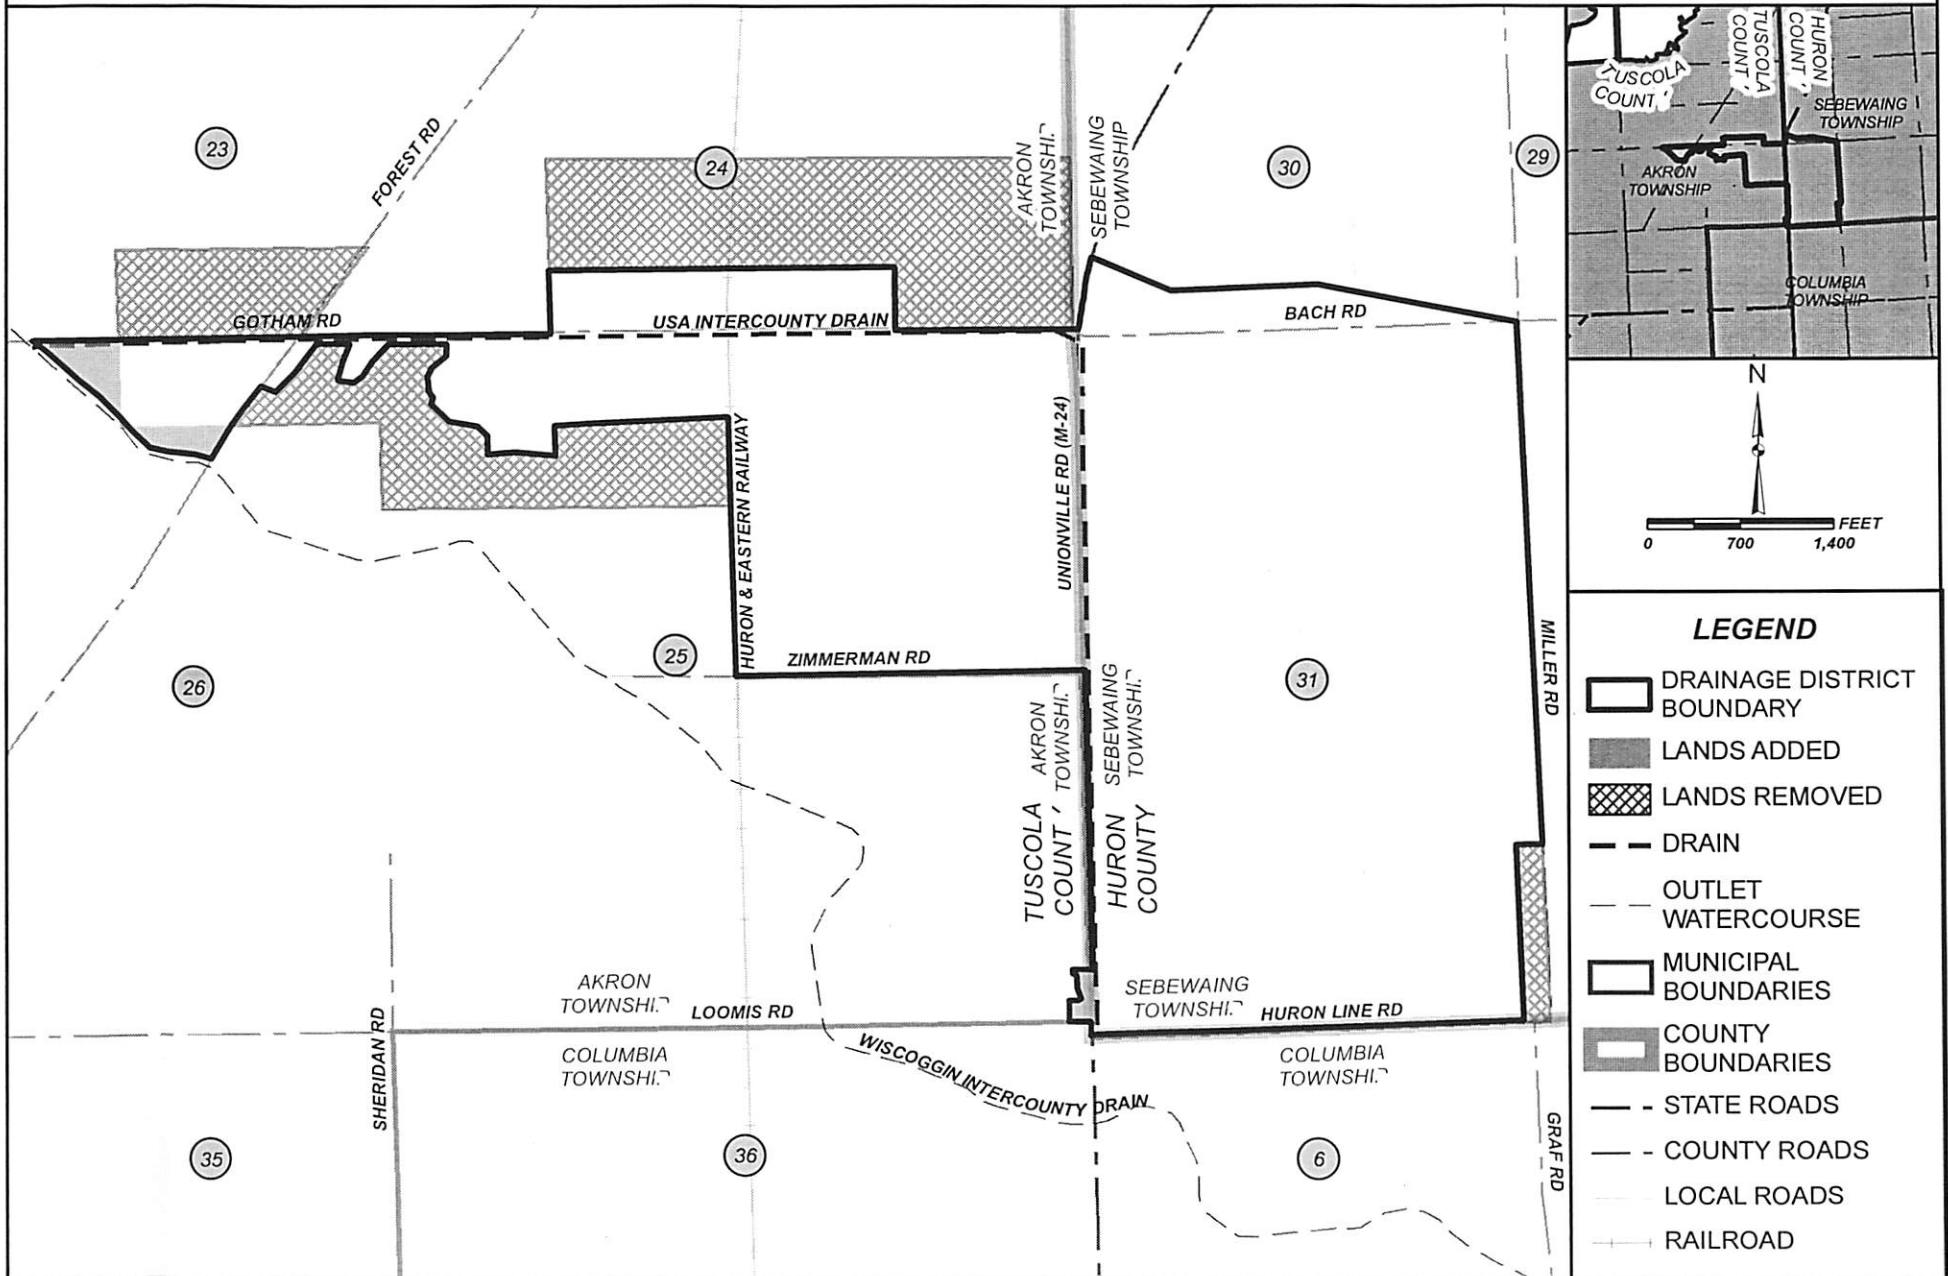 23
FOREST RD
24
AKRON
TOWNSHI
SEBEWAING
TOWNSHIP
30
29
GOTHAM RD
USA INTERCOUNTY DRAIN
BACH RD
HURON & EASTERN RAILWAY
UNIONVILLE RD (M-24)
MILLER RD
25
ZIMMERMAN RD
26
31
AKRON
TOWNSHI
SEBEWAING
TOWNSHI
TUSCOLA
COUNT
HURON
COUNTY
AKRON
TOWNSHI
LOOMIS RD
SEBEWAING
TOWNSHI
HURON LINE RD
SHERIDAN RD
COLUMBIA
TOWNSHI
WISCOGGIN INTERCOUNTY DRAIN
COLUMBIA
TOWNSHI
GRAF RD
35
36
6
TUSCOLA
COUNT
TUSCOLA
COUNT
HURON
COUNT
SEBEWAING
TOWNSHIP
AKRON
TOWNSHIP
COLUMBIA
TOWNSHIP
N
FEET
0 700 1,400
LEGEND
DRAINAGE DISTRICT
BOUNDARY
LANDS ADDED
LANDS REMOVED
DRAIN
OUTLET
WATERCOURSE
MUNICIPAL
BOUNDARIES
COUNTY
BOUNDARIES
STATE ROADS
COUNTY ROADS
LOCAL ROADS
RAILROAD